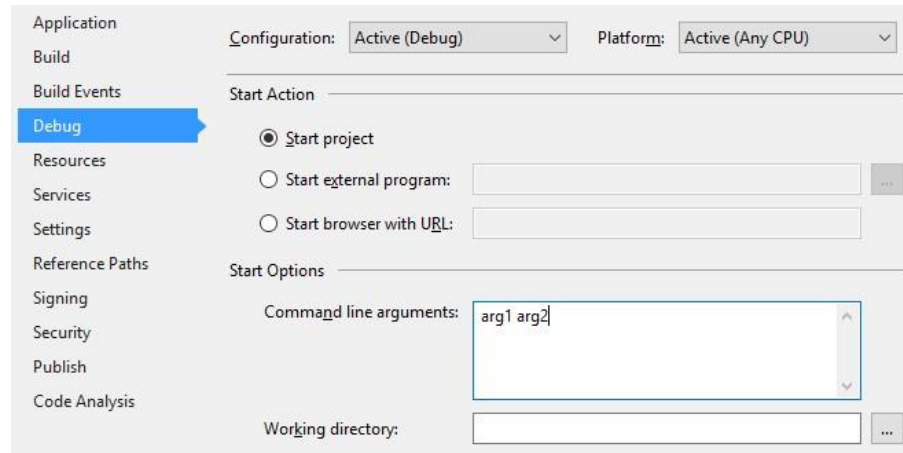 Application
Build
Build Events
Debug
Resources
Services
Settings
Reference Paths
Signing
Security
Publish
Code Analysis
Configuration: Active (Debug) Platform: Active (Any CPU)
Start Action
Start project
Start external program: ...
Start browser with URL:
Start Options
Command line arguments: arg1 arg2
Working directory: ...